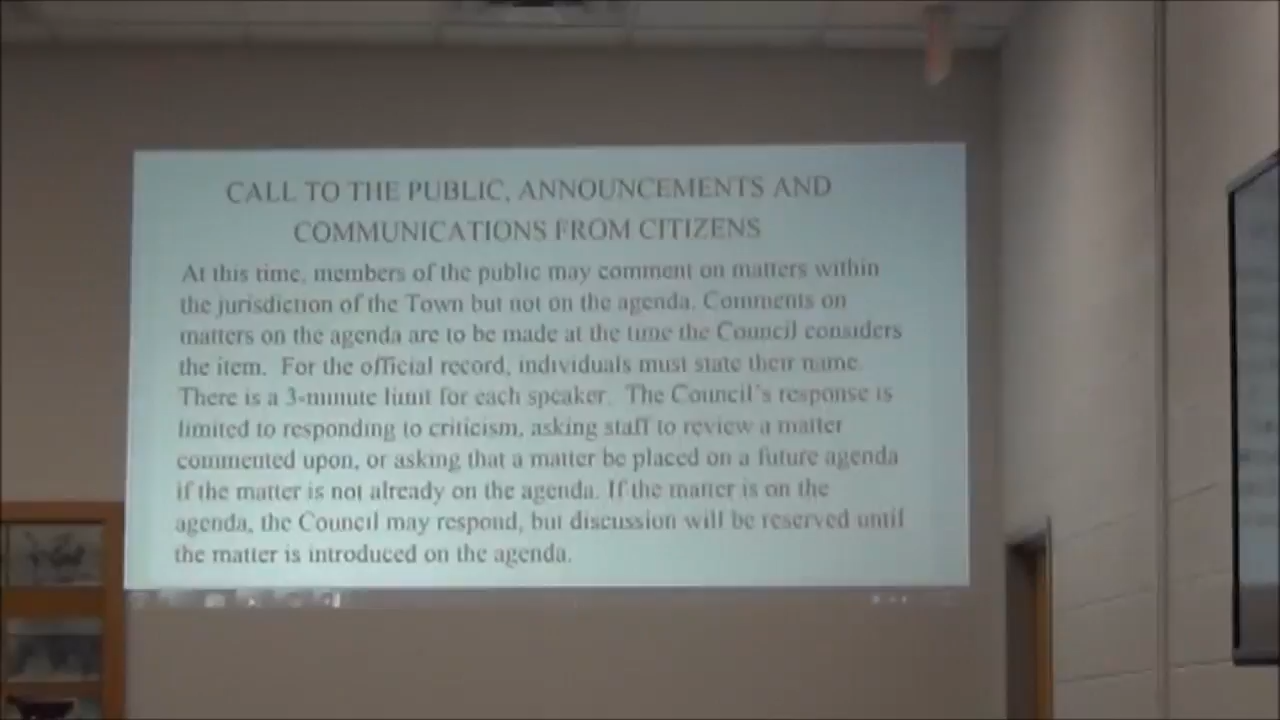 CALL TO THE PUBLIC, ANNOUNCEMENTS AND
COMMUNICATIONS FROM CITIZENS
At this time, members of the public may comment on matters within
the jurisdiction of the Town but not on the agenda. Comments on
matters on the agenda are to be made at the time the Council considers
the item. For the official record, individuals must state their name.
There is a 3-minute limit for each speaker. The Council's response is
limited to responding to criticism, asking staff to review a matter
commented upon, or asking that a matter be placed on a future agenda
if the matter is not already on the agenda. If the matter is on the
agenda, the Council may respond, but discussion will be reserved until
the matter is introduced on the agenda.